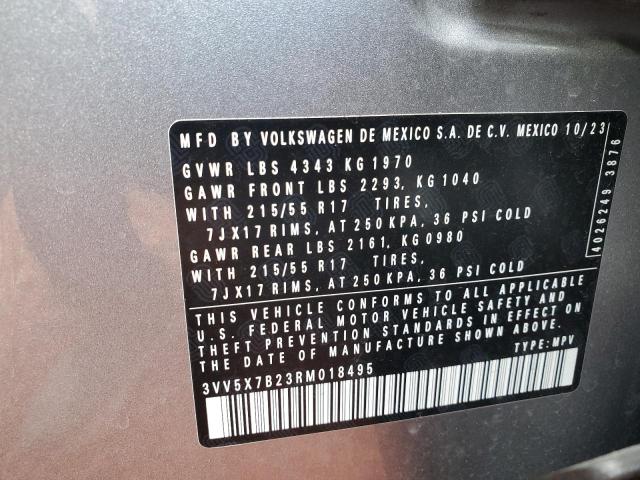 MFD BY VOLKSWAGEN DE MEXICO S.A. DE C.V. MEXICO 10/23
GVWR LBS 4343 KG 1970
GAWR FRONT LBS 2293, KG 1040
WITH 215/55 R17 TIRES,
7JX17 RIMS, AT 250 KPA, 36 PSI COLD
GAWR REAR LBS 2161, KG 0980
WITH 215/55 R17 TIRES,
7JX17 RIMS, AT 250 KPA, 36 PSI COLD
THIS VEHICLE CONFORMS TO ALL APPLICABLE
U.S. FEDERAL MOTOR VEHICLE SAFETY AND
THEFT PREVENTION STANDARDS IN EFFECT ON
THE DATE OF MANUFACTURE SHOWN ABOVE.
3VV5X7B23RM018495 TYPE: MPV
4026249 3876